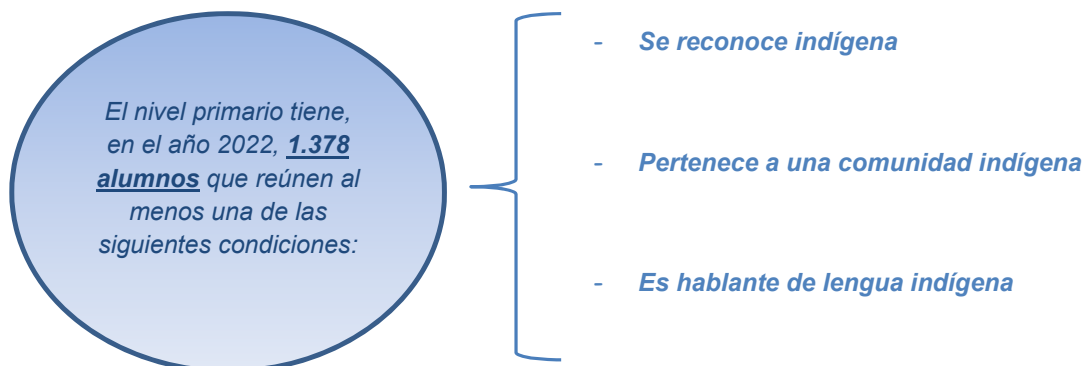 El nivel primario tiene,
en el año 2022, 1.378
alumnos que reúnen al
menos una de las
siguientes condiciones:
- Se reconoce indígena
- Pertenece a una comunidad indígena
- Es hablante de lengua indígena